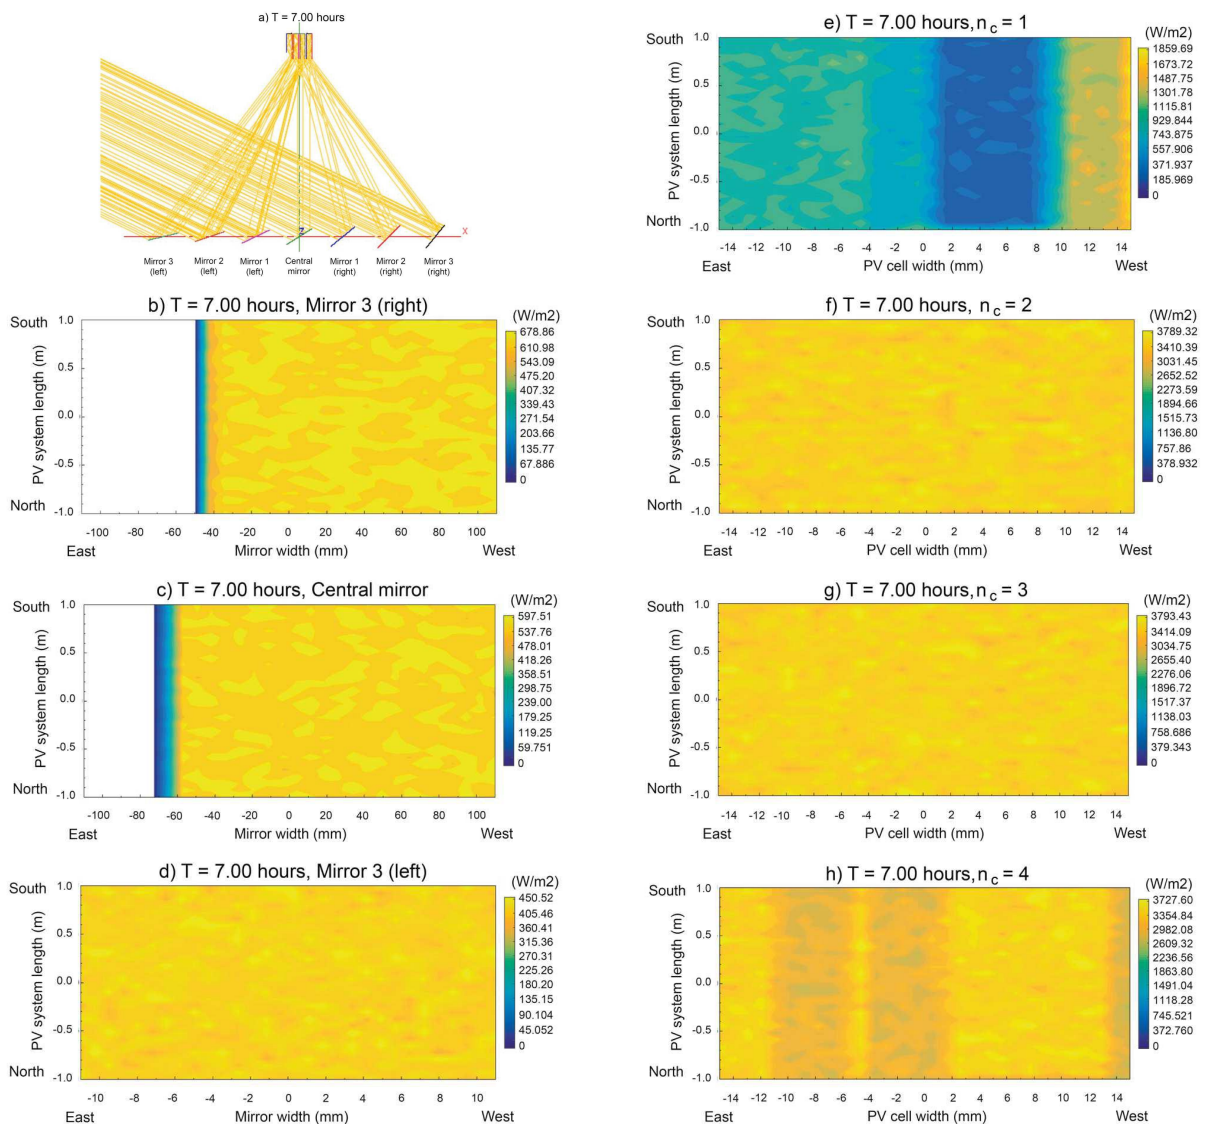 a) T = 7.00 hours
Z
X
Mirror 3 (left)
Mirror 2 (left)
Mirror 1 (left)
Central mirror
Mirror 1 (right)
Mirror 2 (right)
Mirror 3 (right)
b) T = 7.00 hours, Mirror 3 (right)
South
North
PV system length (m)
1.0
0.5
0.0
-0.5
-1.0
-100 -80 -60 -40 -20 0 20 40 60 80 100
East Mirror width (mm) West
(W/m2)
678.86
610.98
543.09
475.20
407.32
339.43
271.54
203.66
135.77
67.886
0
c) T = 7.00 hours, Central mirror
South
North
PV system length (m)
1.0
0.5
0.0
-0.5
-1.0
-100 -80 -60 -40 -20 0 20 40 60 80 100
East Mirror width (mm) West
(W/m2)
597.51
537.76
478.01
418.26
358.51
298.75
239.00
179.25
119.25
59.751
0
d) T = 7.00 hours, Mirror 3 (left)
South
North
PV system length (m)
1.0
0.5
0.0
-0.5
-1.0
-10 -8 -6 -4 -2 0 2 4 6 8 10
East Mirror width (mm) West
(W/m2)
450.52
405.46
360.41
315.36
270.31
225.26
180.20
135.15
90.104
45.052
0
e) T = 7.00 hours, n c = 1
South
North
PV system length (m)
1.0
0.5
0.0
-0.5
-1.0
-14 -12 -10 -8 -6 -4 -2 0 2 4 6 8 10 12 14
East PV cell width (mm) West
(W/m2)
1859.69
1673.72
1487.75
1301.78
1115.81
929.844
743.875
557.906
371.937
185.969
0
f) T = 7.00 hours, n c = 2
South
North
PV system length (m)
1.0
0.5
0.0
-0.5
-1.0
-14 -12 -10 -8 -6 -4 -2 0 2 4 6 8 10 12 14
East PV cell width (mm) West
(W/m2)
3789.32
3410.39
3031.45
2652.52
2273.59
1894.66
1515.73
1136.80
757.86
378.932
0
g) T = 7.00 hours, n c = 3
South
North
PV system length (m)
1.0
0.5
0.0
-0.5
-1.0
-14 -12 -10 -8 -6 -4 -2 0 2 4 6 8 10 12 14
East PV cell width (mm) West
(W/m2)
3793.43
3414.09
3034.75
2655.40
2276.06
1896.72
1517.37
1138.03
758.686
379.343
0
h) T = 7.00 hours, n c = 4
South
North
PV system length (m)
1.0
0.5
0.0
-0.5
-1.0
-14 -12 -10 -8 -6 -4 -2 0 2 4 6 8 10 12 14
East PV cell width (mm) West
(W/m2)
3727.60
3354.84
2982.08
2609.32
2236.56
1863.80
1491.04
1118.28
745.521
372.760
0